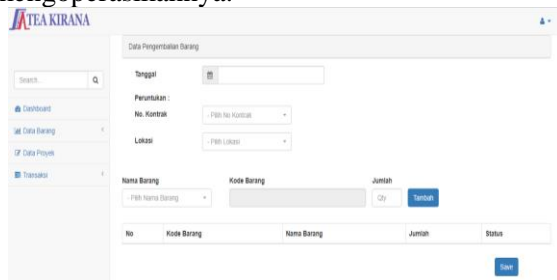 mengoperasikannya.
TEA KIRANA
Data Pengembalian Barang
Search...
Tanggal
Peruntukan :
Dashboard
No. Kontrak
- Pilih No Kontrak
Data Barang
Lokasi
- Pilih Lokasi
Data Proyek
Transaksi
Nama Barang Kode Barang Jumlah
- Pilih Nama Barang
Qty
Tambah
No Kode Barang Nama Barang Jumlah Status
Save